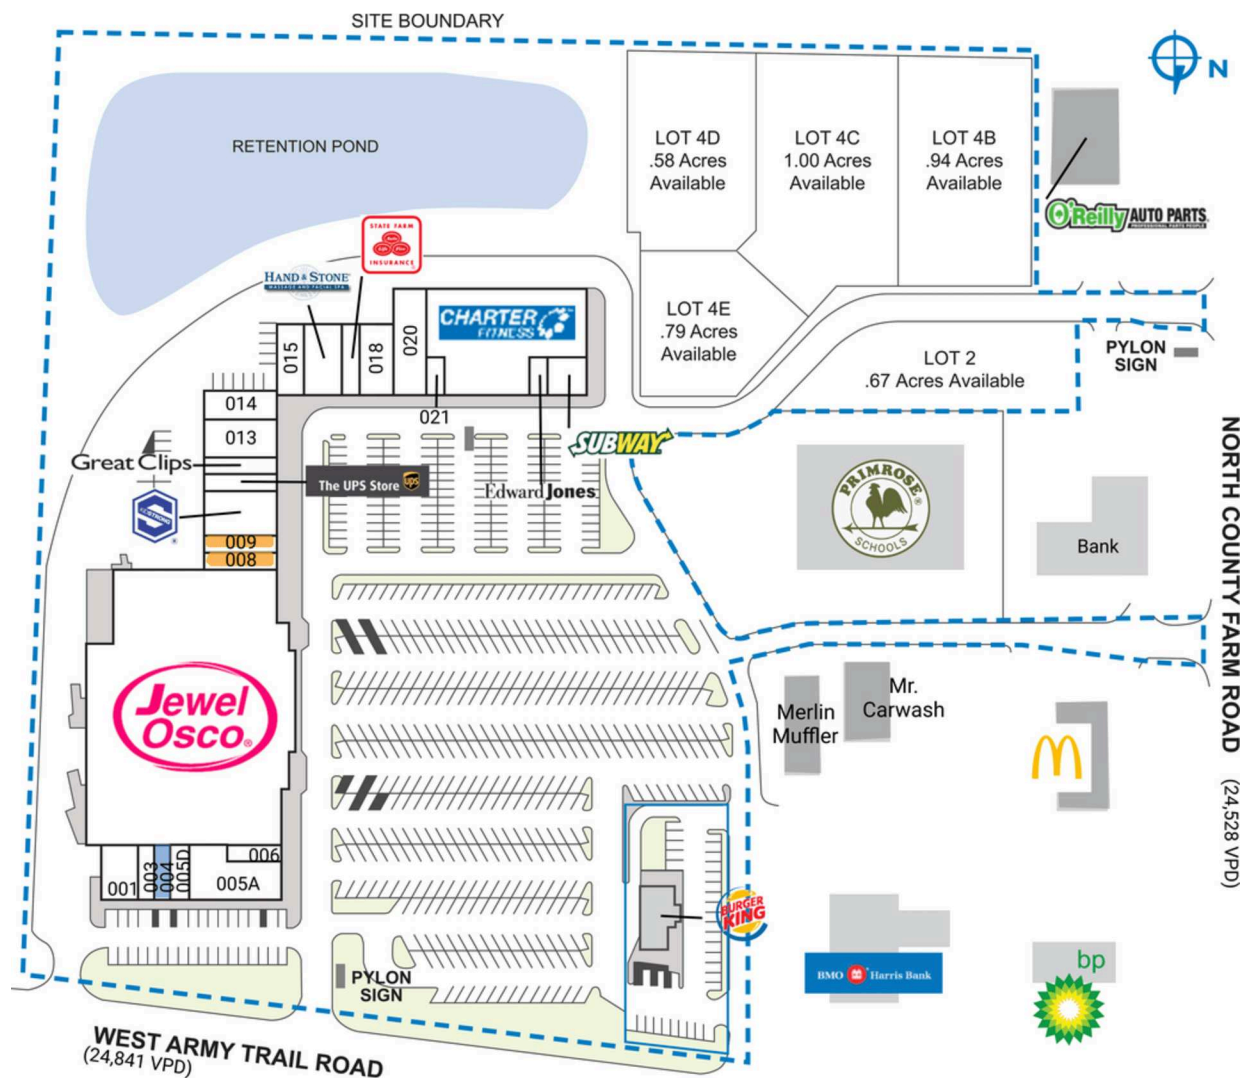 SITE BOUNDARY
N
RETENTION POND
LOT 4D
.58 Acres
Available
LOT 4C
1.00 Acres
Available
LOT 4B
.94 Acres
Available
O'Reilly AUTO PARTS
PROFESSIONAL PARTS PEOPLE
STATE FARM
INSURANCE
HAND & STONE
MASSAGE AND FACIAL SPA
CHARTER
FITNESS
LOT 4E
.79 Acres
Available
LOT 2
.67 Acres Available
PYLON
SIGN
015
018
020
021
014
013
Great Clips
The UPS Store
ups
SUBWAY
Edward Jones
009
008
PRIMROSE
SCHOOLS
Bank
NORTH COUNTY FARM ROAD
(24,528 VPD)
Jewel
Osco
Merlin
Muffler
Mr.
Carwash
001
003
004
005D
006
005A
BURGER
KING
BMO Harris Bank
bp
PYLON
SIGN
WEST ARMY TRAIL ROAD
(24,841 VPD)